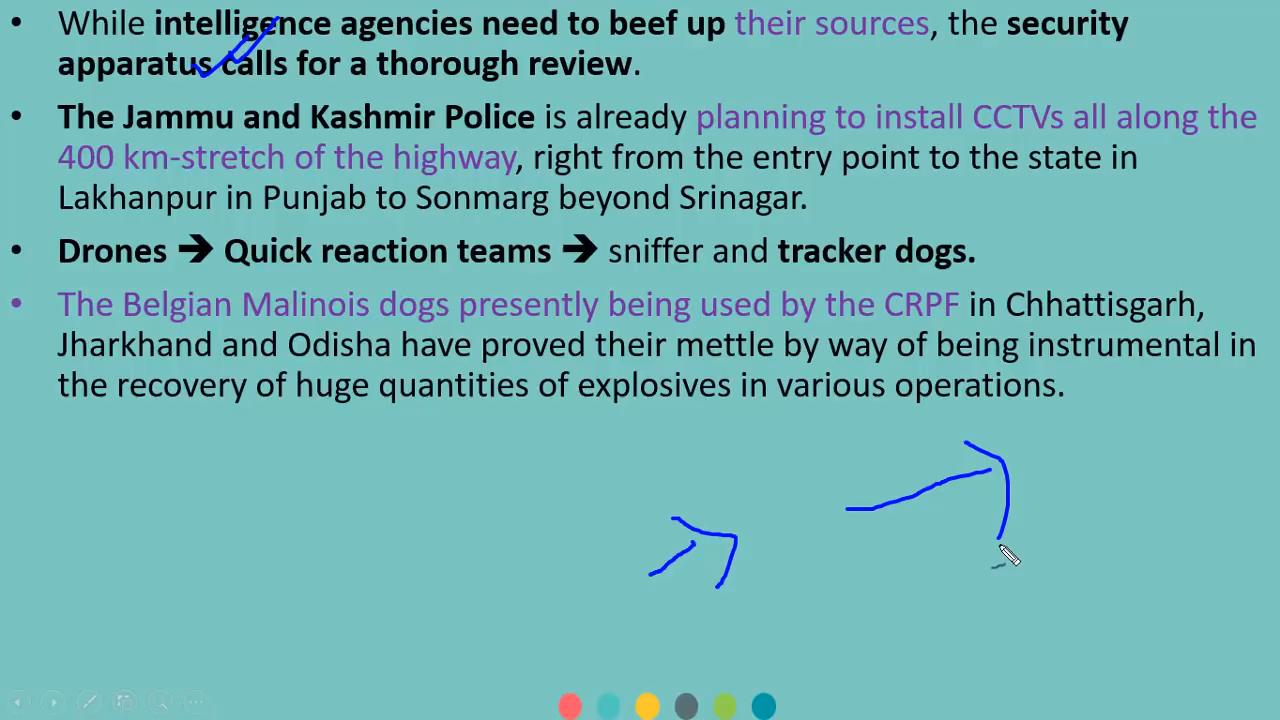 • While intelligence agencies need to beef up their sources, the security
apparatus calls for a thorough review.
• The Jammu and Kashmir Police is already planning to install CCTVs all along the
400 km-stretch of the highway, right from the entry point to the state in
Lakhanpur in Punjab to Sonmarg beyond Srinagar.
• Drones ➔ Quick reaction teams ➔ sniffer and tracker dogs.
• The Belgian Malinois dogs presently being used by the CRPF in Chhattisgarh,
Jharkhand and Odisha have proved their mettle by way of being instrumental in
the recovery of huge quantities of explosives in various operations.